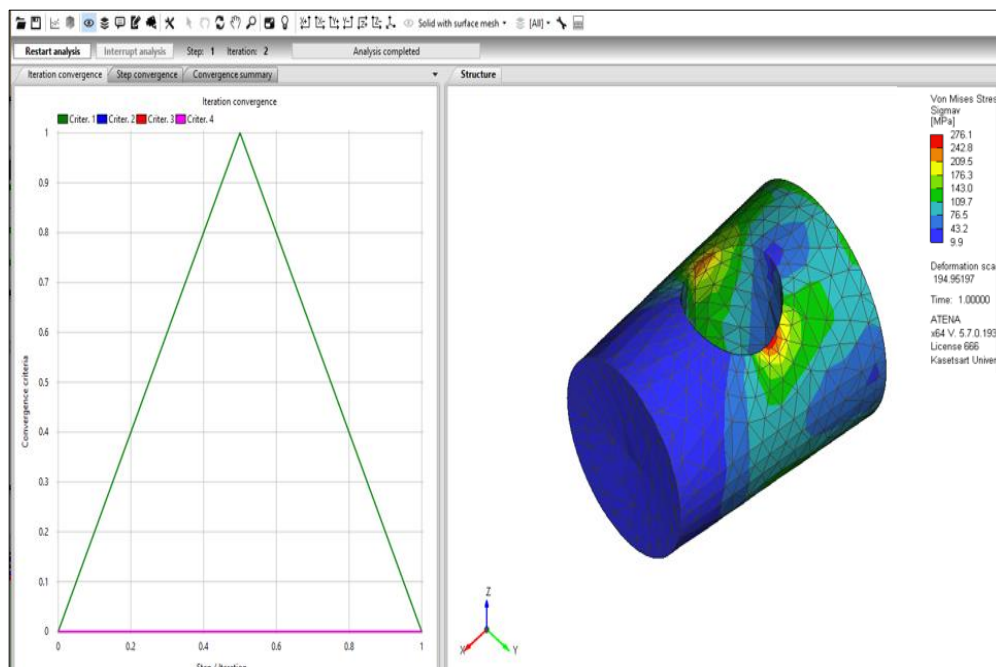 Solid with surface mesh
[All]
Restart analysis
Interrupt analysis
Step: 1
Iteration: 2
Analysis completed
Iteration convergence
Step convergence
Convergence summary
Structure
Iteration convergence
Criter. 1
Criter. 2
Criter. 3
Criter. 4
Convergence criteria
1
0.9
0.8
0.7
0.6
0.5
0.4
0.3
0.2
0.1
0
0
0.2
0.4
0.6
0.8
1
Step / Iteration
Von Mises Stres
Sigmav
[MPa]
276.1
242.8
209.5
176.3
143.0
109.7
76.5
43.2
9.9
Deformation sca
194.95197
Time: 1.00000
ATENA
x64 V. 5.7.0.193
License 666
Kasetsart Univer
Z
X
Y